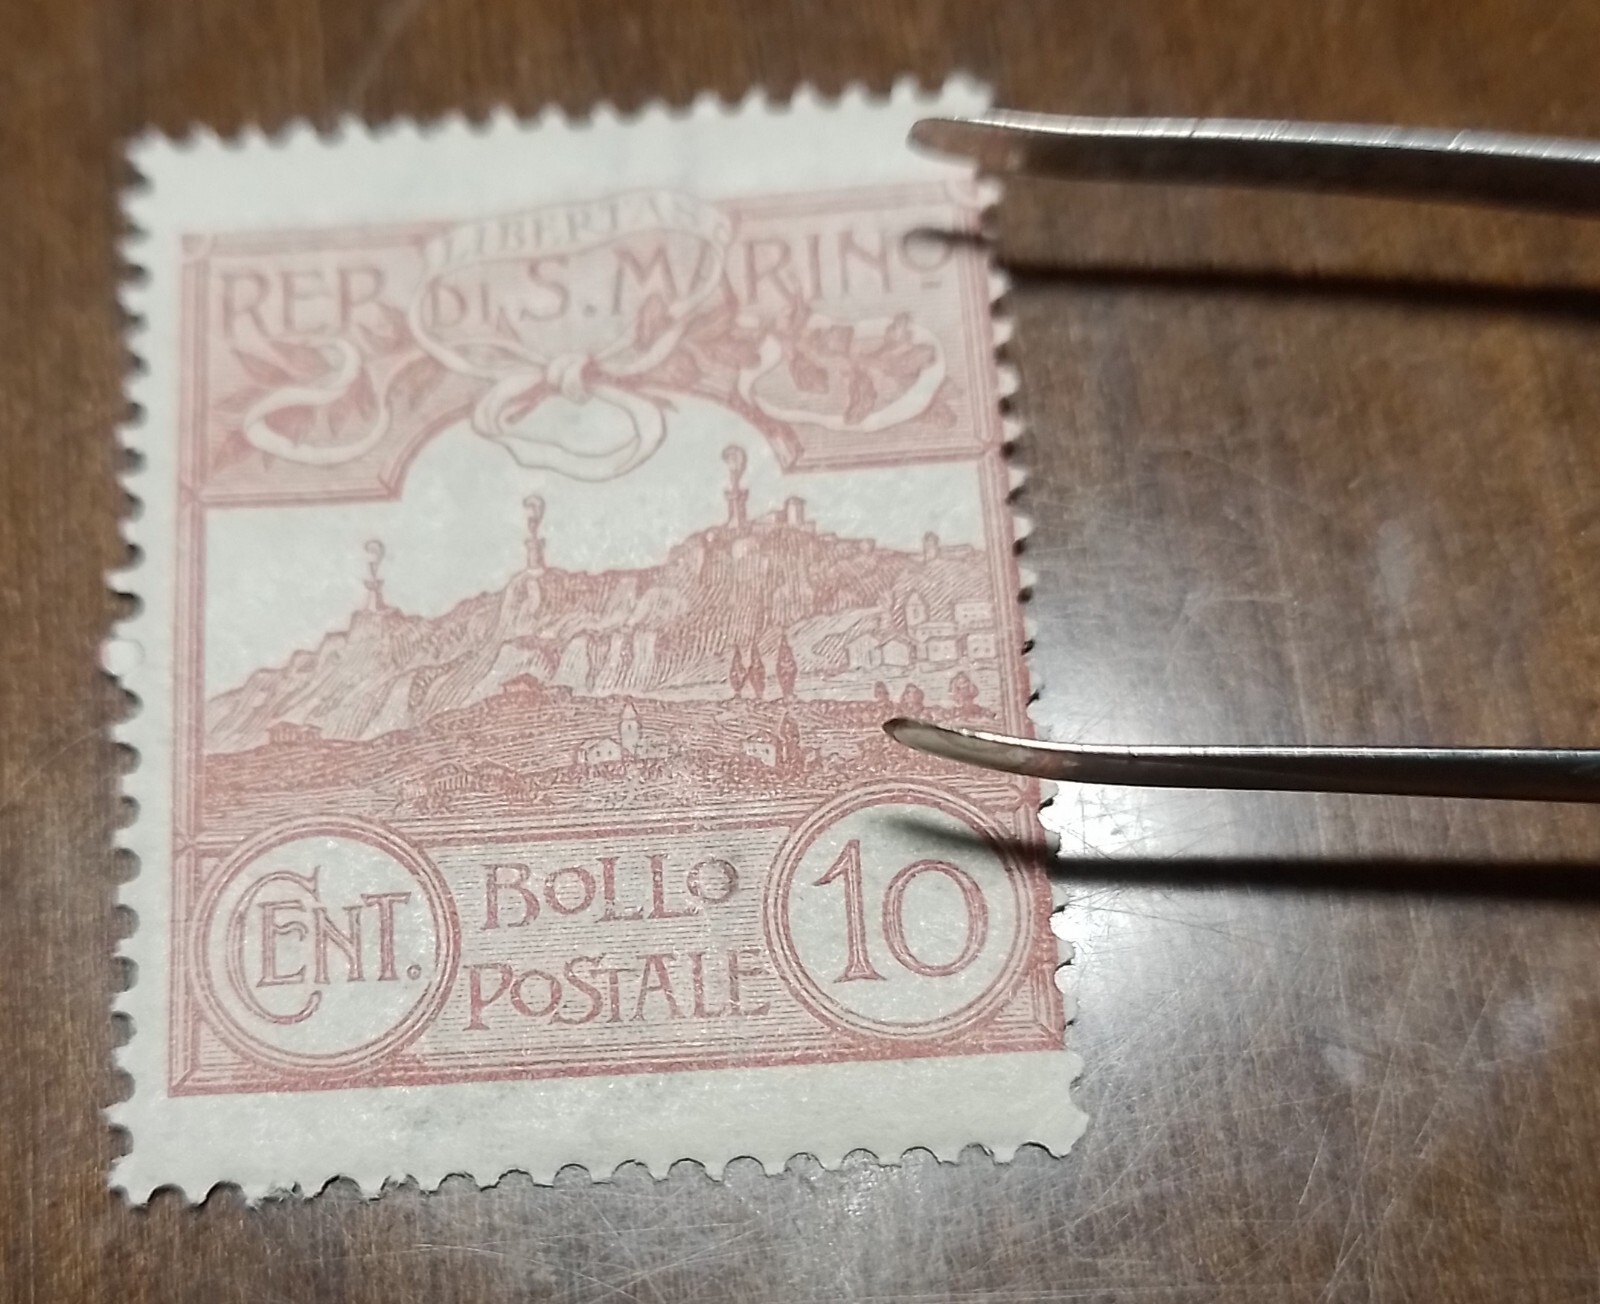 LIBERTAS
REP. DI S. MARINO
CENT.
BOLLO
POSTALE
10